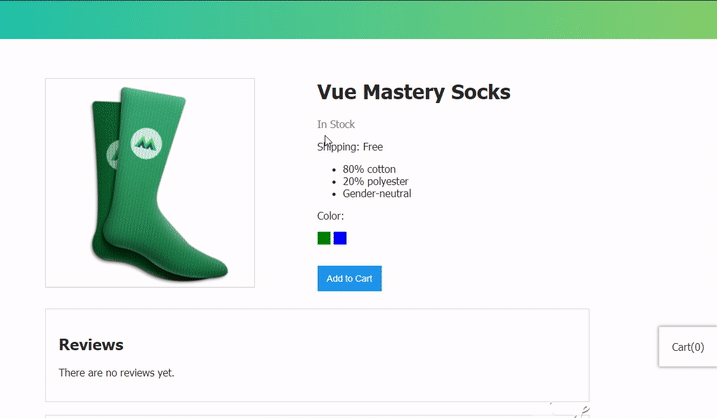 Vue Mastery Socks
In Stock
Shipping: Free
80% cotton
20% polyester
Gender-neutral
Color:
Add to Cart
Reviews
There are no reviews yet.
Cart(0)